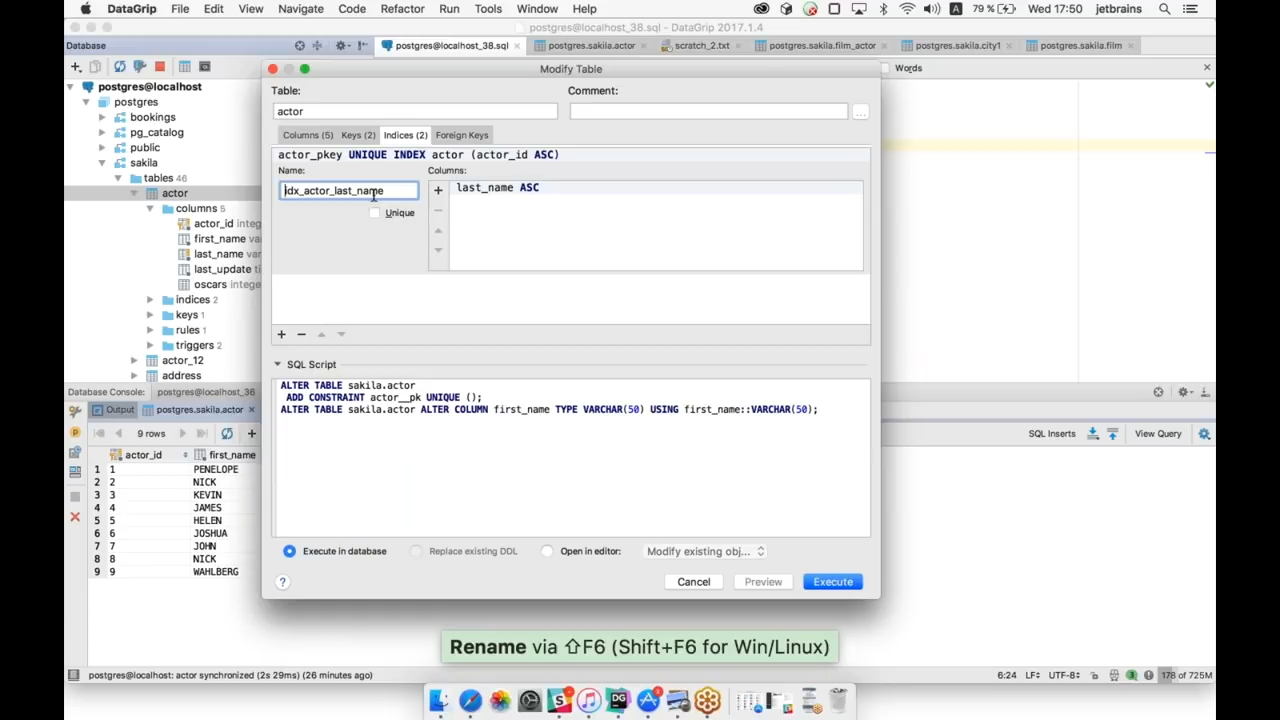 DataGrip File Edit View Navigate Code Refactor Run Tools Window Help 79 % A Wed 17:50 jetbrains
postgres@localhost_38.sql - DataGrip 2017.1.4
Database postgres@localhost_38.sql postgres.sakila.actor scratch_2.txt postgres.sakila.film_actor postgres.sakila.city1 postgres.sakila.film
Modify Table
Words
postgres@localhost
postgres
bookings
pg_catalog
public
sakila
tables 46
actor
columns 5
actor_id integ
first_name va
last_name var
last_update ti
oscars intege
indices 2
keys 1
rules 1
triggers 2
actor_12
address
Table: Comment:
actor
...
Columns (5) Keys (2) Indices (2) Foreign Keys
actor_pkey UNIQUE INDEX actor (actor_id ASC)
Name: Columns:
idx_actor_last_name
last_name ASC
Unique
SQL Script
ALTER TABLE sakila.actor
ADD CONSTRAINT actor__pk UNIQUE ();
ALTER TABLE sakila.actor ALTER COLUMN first_name TYPE VARCHAR(50) USING first_name::VARCHAR(50);
Execute in database Replace existing DDL Open in editor: Modify existing obj...
? Cancel Preview Execute
Database Console: postgres@localhost_36
Output postgres.sakila.actor
9 rows
SQL Inserts View Query
actor_id first_name
1 1 PENELOPE
2 2 NICK
3 3 KEVIN
4 4 JAMES
5 5 HELEN
6 6 JOSHUA
7 7 JOHN
8 8 NICK
9 9 WAHLBERG
Rename via ⇧F6 (Shift+F6 for Win/Linux)
postgres: actor synchronized (2s 29ms) (26 minutes ago)
6:24 LF÷ UTF-8÷ 178 of 725M
DG